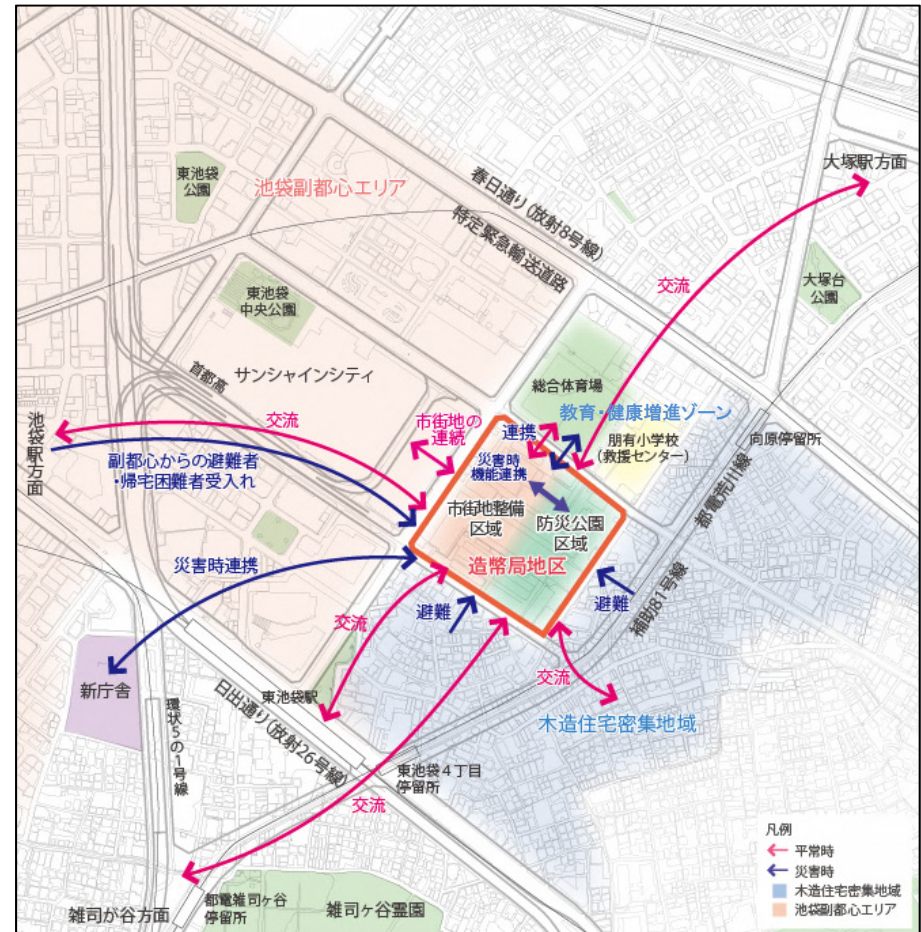 東池袋
公園
池袋副都心エリア
春日通り(放射8号線)
特定緊急輸送道路
大塚駅方面
交流
大塚台
公園
東池袋
中央公園
首都高
サンシャインシティ
総合体育場
教育・健康増進ゾーン
朋有小学校
(救援センター)
向原停留所
都電荒川線
補助81号線
池袋駅方面
交流
副都心からの避難者
・帰宅困難者受入れ
市街地の
連続
連携
災害時
機能連携
市街地整備
区域
防災公園
区域
造幣局地区
災害時連携
交流
避難
避難
交流
木造住宅密集地域
新庁舎
環状5の1号線
東池袋駅
日出通り(放射26号線)
東池袋4丁目
停留所
交流
雑司が谷方面
都電雑司ヶ谷
停留所
雑司ヶ谷霊園
凡例
平常時
災害時
木造住宅密集地域
池袋副都心エリア